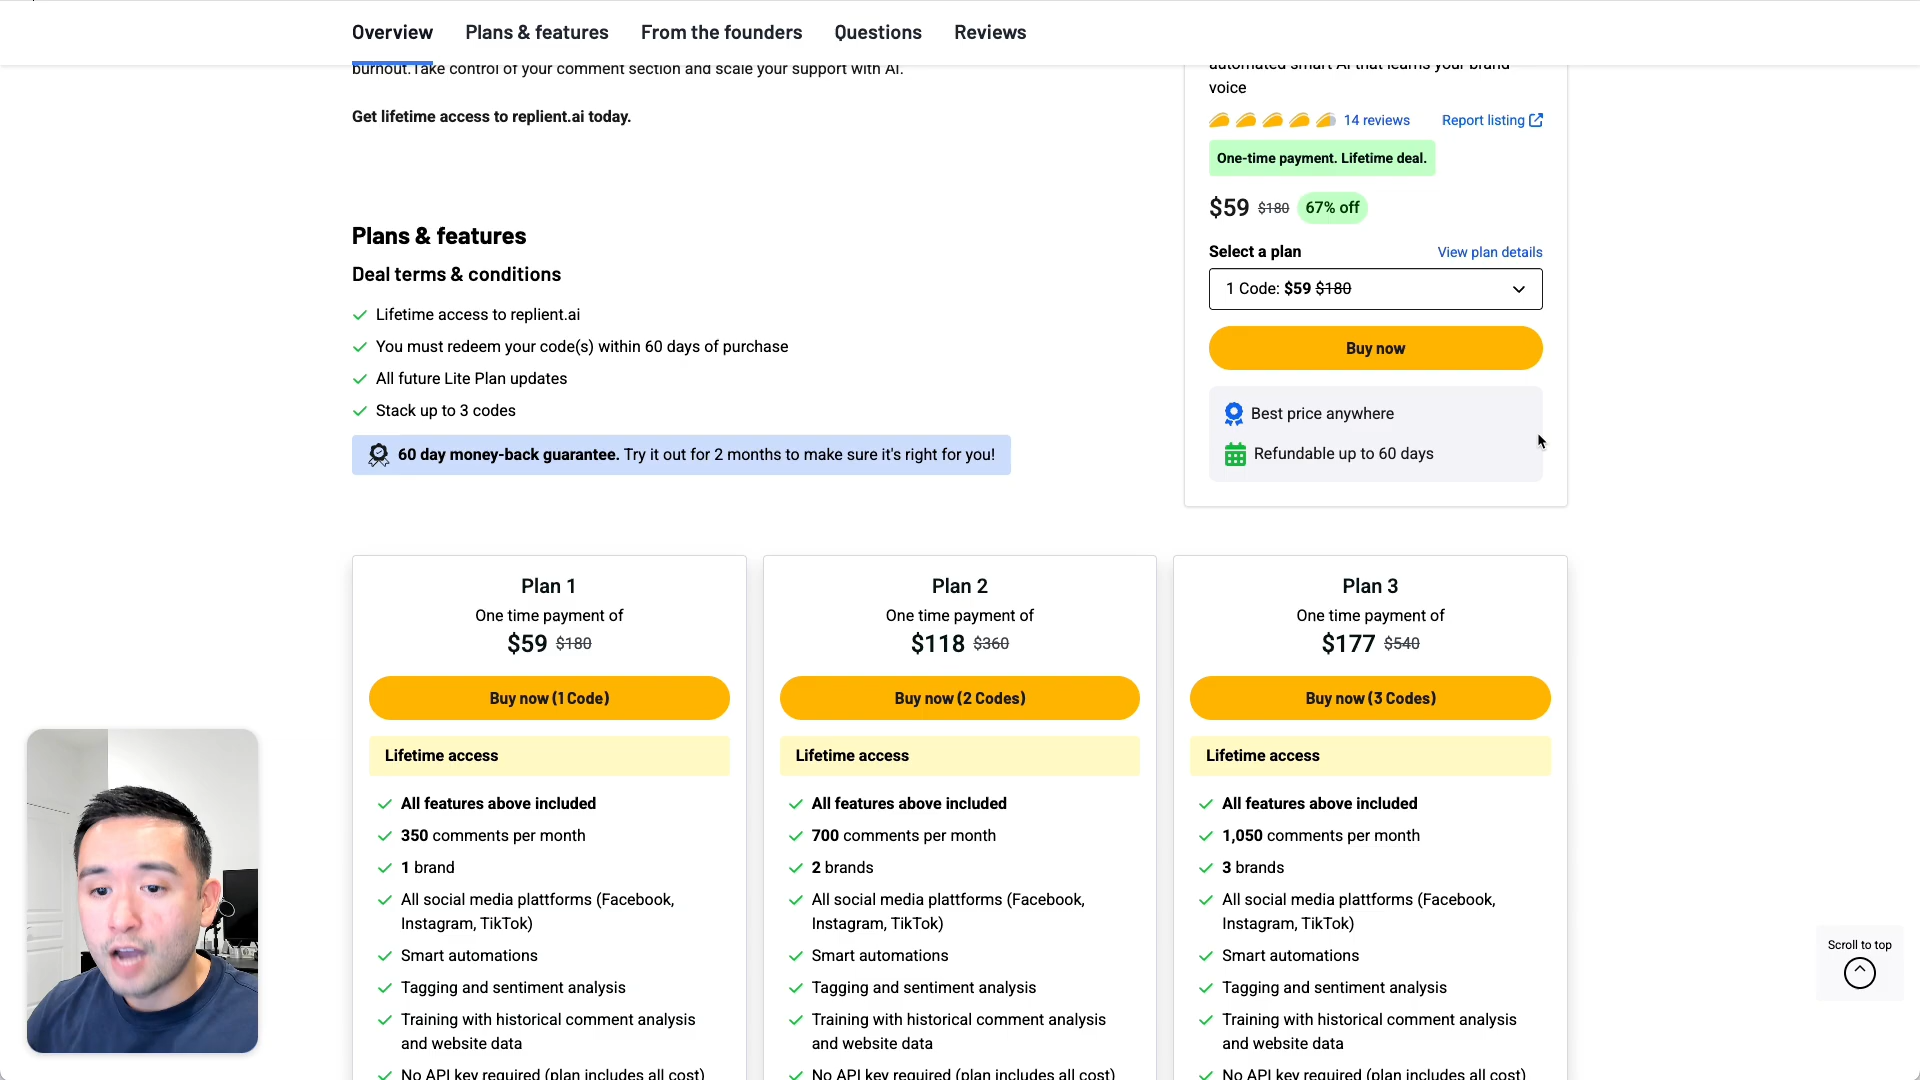 Overview Plans & features From the founders Questions Reviews
burnout.Take control of your comment section and scale your support with AI.
Get lifetime access to replient.ai today.
automated smart AI that learns your brand
voice
14 reviews Report listing
One-time payment. Lifetime deal.
$59 $180 67% off
Select a plan View plan details
1 Code: $59 $180
Buy now
Best price anywhere
Refundable up to 60 days
Plans & features
Deal terms & conditions
Lifetime access to replient.ai
You must redeem your code(s) within 60 days of purchase
All future Lite Plan updates
Stack up to 3 codes
60 day money-back guarantee. Try it out for 2 months to make sure it's right for you!
Plan 1
One time payment of
$59 $180
Buy now (1 Code)
Lifetime access
All features above included
350 comments per month
1 brand
All social media plattforms (Facebook,
Instagram, TikTok)
Smart automations
Tagging and sentiment analysis
Training with historical comment analysis
and website data
No API key required (plan includes all cost)
Plan 2
One time payment of
$118 $360
Buy now (2 Codes)
Lifetime access
All features above included
700 comments per month
2 brands
All social media plattforms (Facebook,
Instagram, TikTok)
Smart automations
Tagging and sentiment analysis
Training with historical comment analysis
and website data
No API key required (plan includes all cost)
Plan 3
One time payment of
$177 $540
Buy now (3 Codes)
Lifetime access
All features above included
1,050 comments per month
3 brands
All social media plattforms (Facebook,
Instagram, TikTok)
Smart automations
Tagging and sentiment analysis
Training with historical comment analysis
and website data
No API key required (plan includes all cost)
Scroll to top